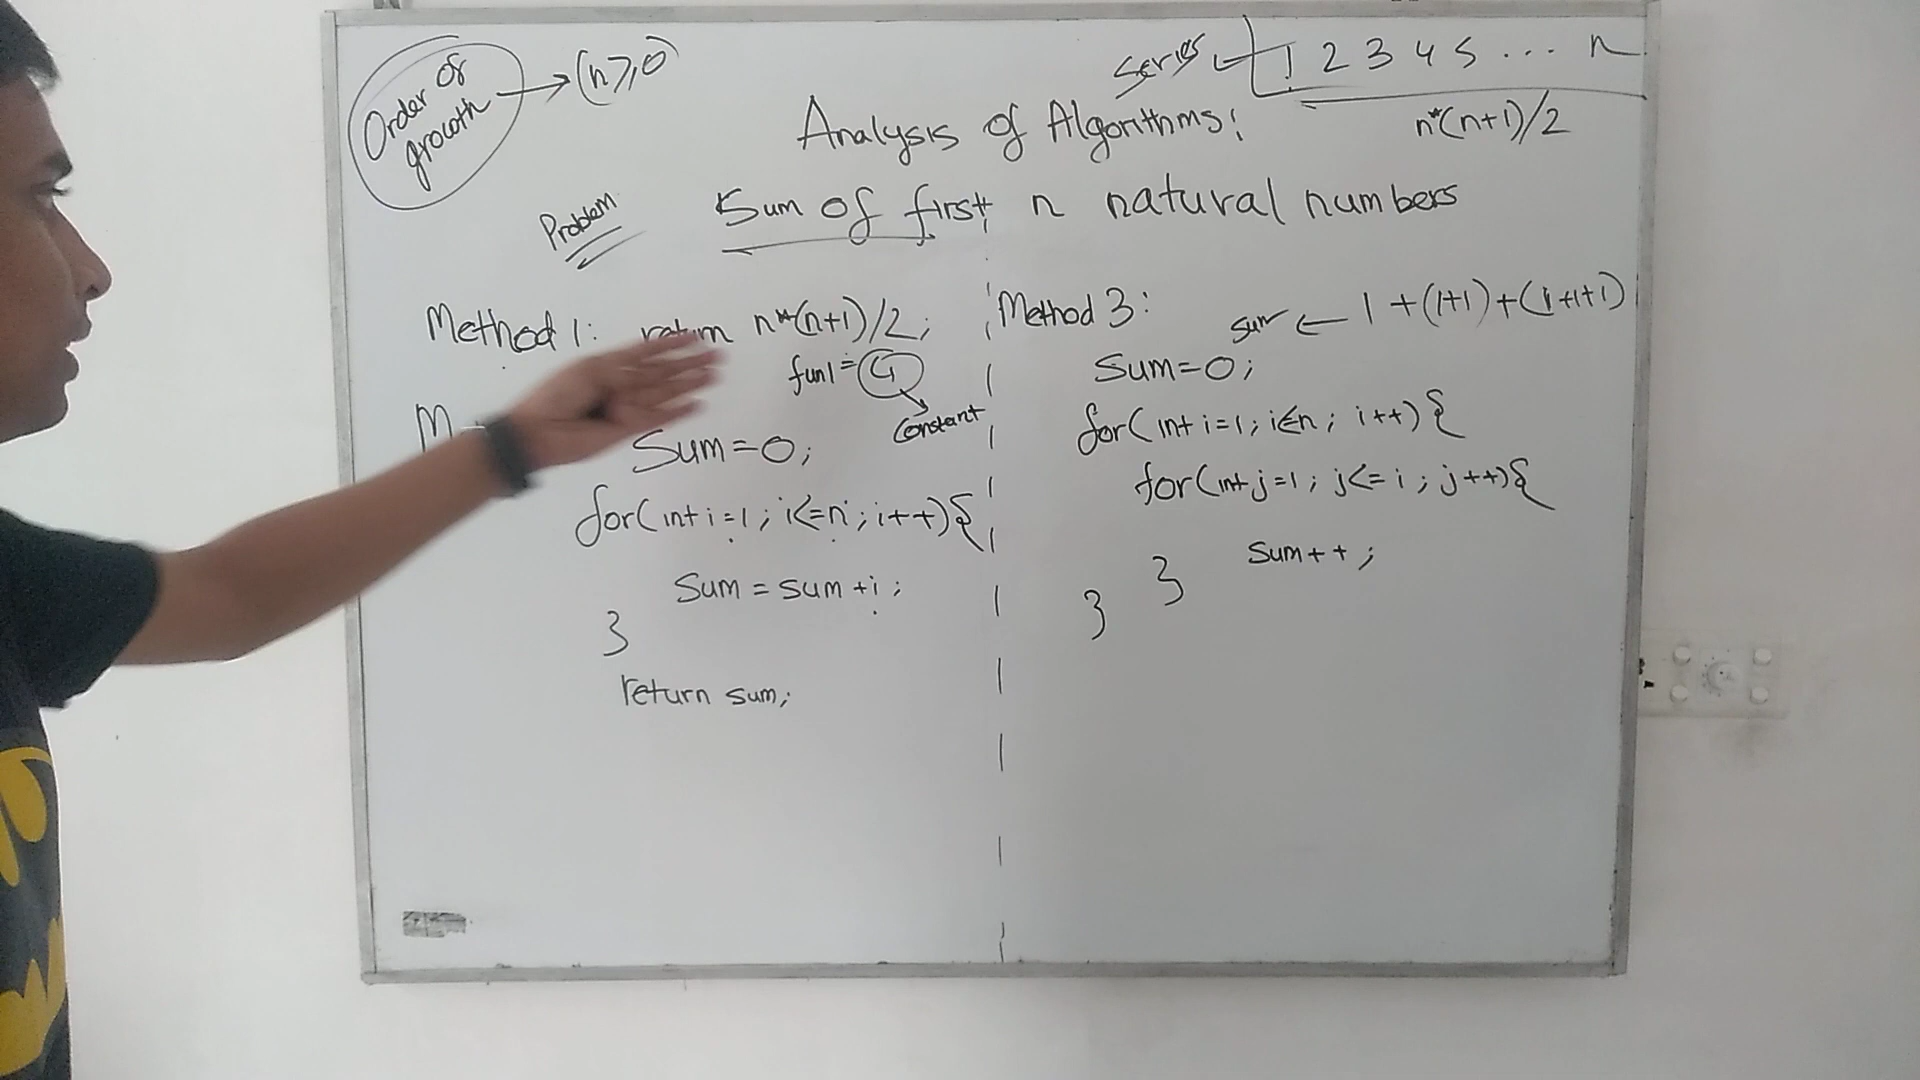 Order of growth → (n≥0)
Series ← 1 2 3 4 5 ... n
n*(n+1)/2
Analysis of Algorithms:
Problem
Sum of first n natural numbers
Method 1: return n*(n+1)/2;
fun1 = C1
Constant
Sum=0;
for(int i=1; i<=n; i++){
Sum = sum+i;
}
return sum;
Method 3:
sum ← 1+(1+1)+(1+1+1)
Sum=0;
for(int i=1; i≤n; i++){
for(int j=1; j<=i; j++){
Sum++;
}
}